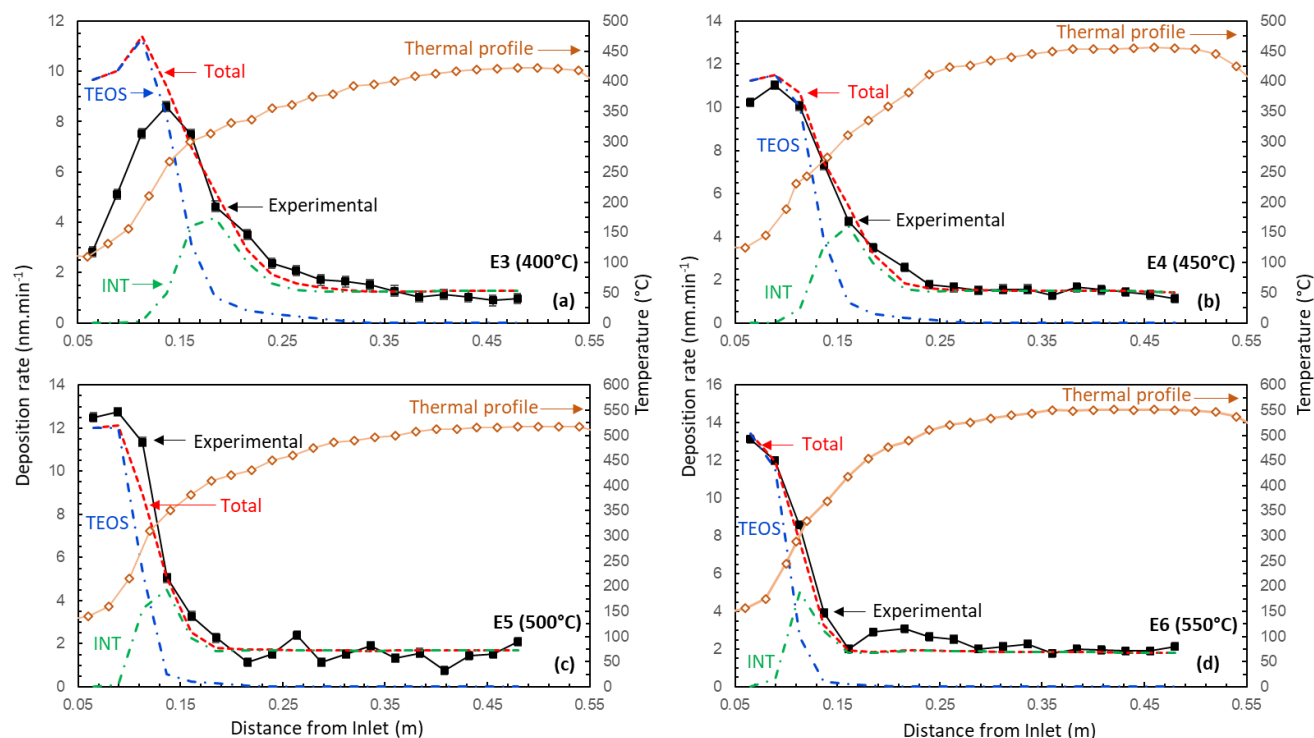 12
10
8
6
4
2
0
500
450
400
350
300
250
200
150
100
50
0
0.05 0.15 0.25 0.35 0.45 0.55
Thermal profile
Total
TEOS
Experimental
INT
E3 (400°C)
(a)
14
12
10
8
6
4
2
0
500
450
400
350
300
250
200
150
100
50
0
0.05 0.15 0.25 0.35 0.45 0.55
Thermal profile
Total
TEOS
Experimental
INT
E4 (450°C)
(b)
Deposition rate (nm.min⁻¹)
Temperature (°C)
Deposition rate (nm.min⁻¹)
Temperature (°C)
14
12
10
8
6
4
2
0
600
550
500
450
400
350
300
250
200
150
100
50
0
0.05 0.15 0.25 0.35 0.45 0.55
Thermal profile
Experimental
Total
TEOS
INT
E5 (500°C)
(c)
Distance from Inlet (m)
16
14
12
10
8
6
4
2
0
600
550
500
450
400
350
300
250
200
150
100
50
0
0.05 0.15 0.25 0.35 0.45 0.55
Thermal profile
Total
TEOS
Experimental
INT
E6 (550°C)
(d)
Distance from Inlet (m)